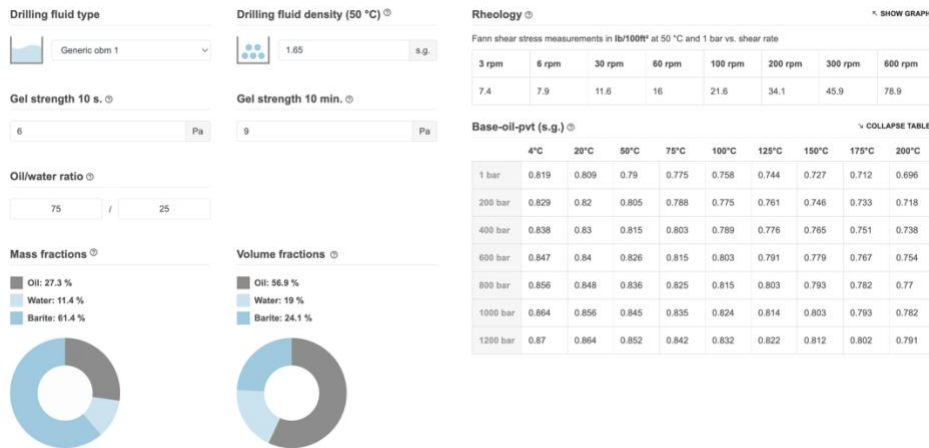 Drilling fluid type
Generic obm 1
Drilling fluid density (50 °C)
1.65 s.g.
Gel strength 10 s.
6 Pa
Gel strength 10 min.
9 Pa
Oil/water ratio
75 / 25
Mass fractions
Oil: 27.3 %
Water: 11.4 %
Barite: 61.4 %
Volume fractions
Oil: 56.9 %
Water: 19 %
Barite: 24.1 %
Rheology SHOW GRAPH
Fann shear stress measurements in lb/100ft² at 50 °C and 1 bar vs. shear rate
3 rpm 6 rpm 30 rpm 60 rpm 100 rpm 200 rpm 300 rpm 600 rpm
7.4 7.9 11.6 16 21.6 34.1 45.9 78.9
Base-oil-pvt (s.g.) COLLAPSE TABLE
4°C 20°C 50°C 75°C 100°C 125°C 150°C 175°C 200°C
1 bar 0.819 0.809 0.79 0.775 0.758 0.744 0.727 0.712 0.696
200 bar 0.829 0.82 0.805 0.788 0.775 0.761 0.746 0.733 0.718
400 bar 0.838 0.83 0.815 0.803 0.789 0.776 0.765 0.751 0.738
600 bar 0.847 0.84 0.826 0.815 0.803 0.791 0.779 0.767 0.754
800 bar 0.856 0.848 0.836 0.825 0.815 0.803 0.793 0.782 0.77
1000 bar 0.864 0.856 0.845 0.835 0.824 0.814 0.803 0.793 0.782
1200 bar 0.87 0.864 0.852 0.842 0.832 0.822 0.812 0.802 0.791